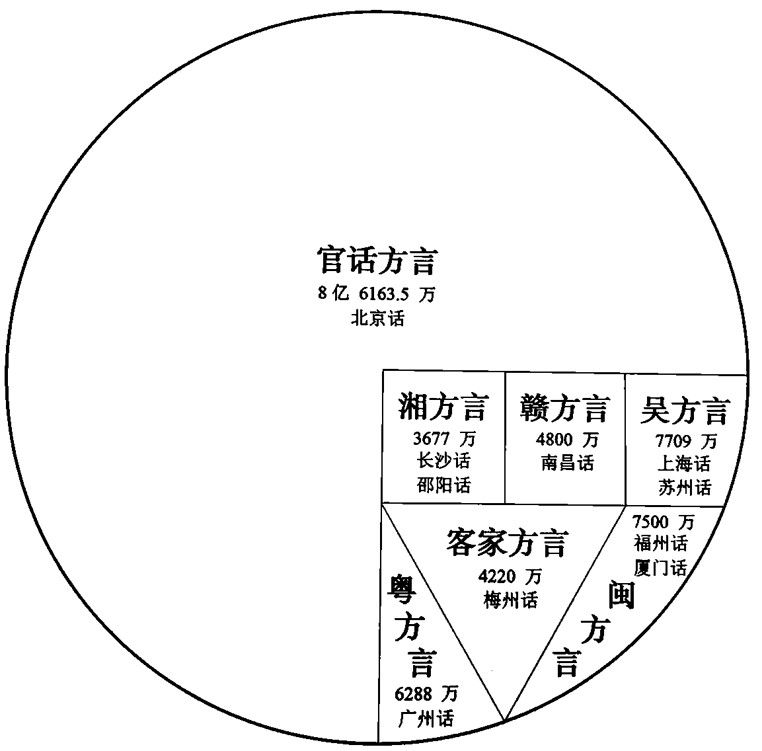 官话方言
8亿 6163.5 万
北京话
湘方言
3677 万
长沙话
邵阳话
赣方言
4800 万
南昌话
吴方言
7709 万
上海话
苏州话
客家方言
4220 万
梅州话
7500 万
福州话
厦门话
闽方言
粤方言
6288 万
广州话